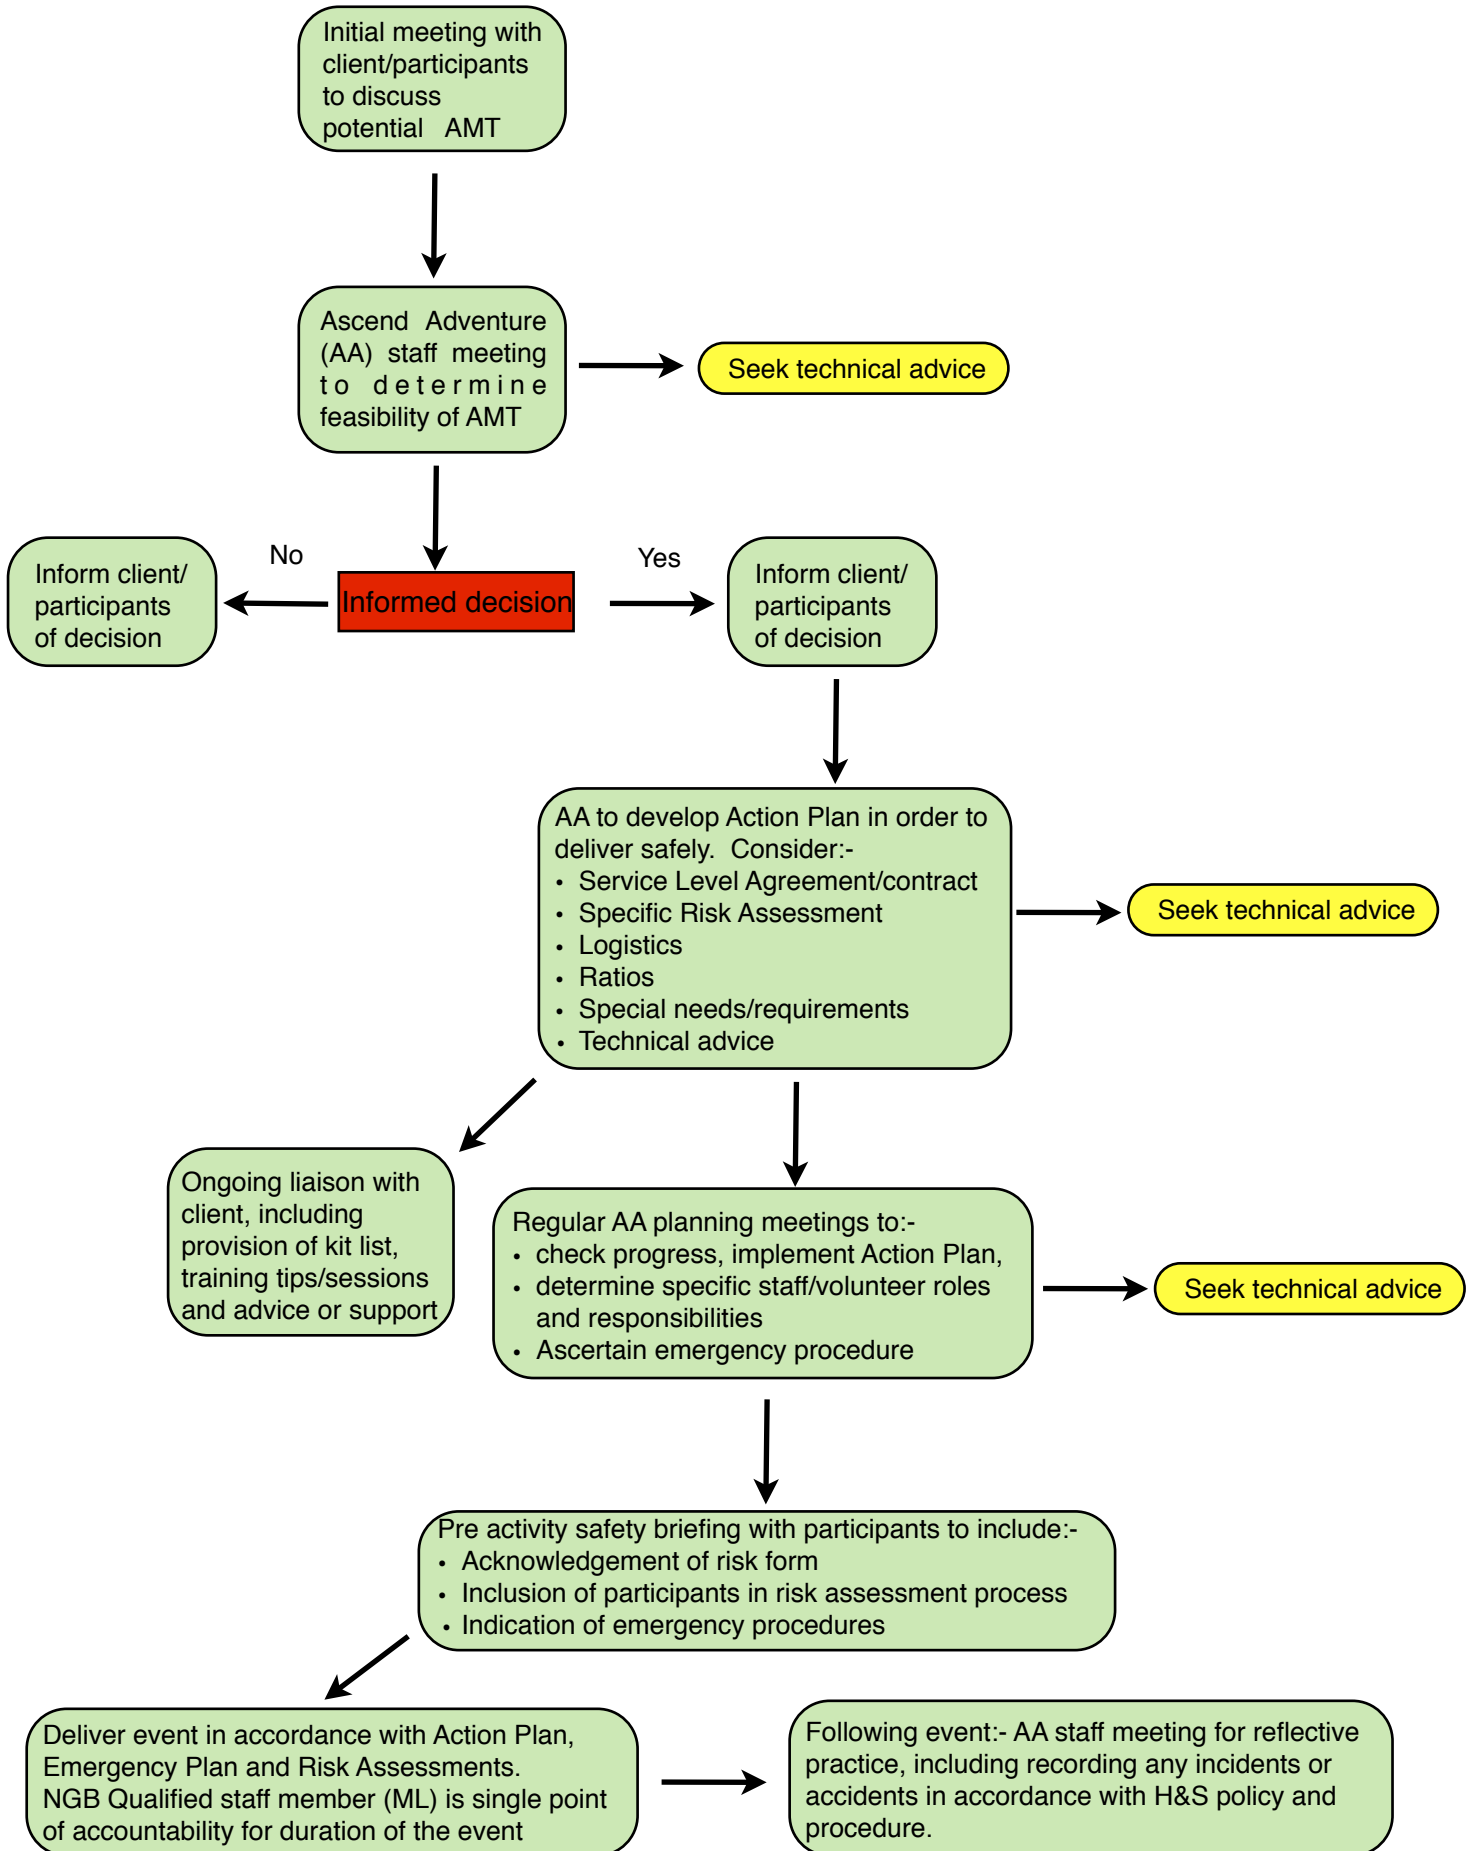 Initial meeting with
client/participants
to discuss
potential AMT
Ascend Adventure
(AA) staff meeting
to determine
feasibility of AMT
Seek technical advice
No
Yes
Inform client/
participants
of decision
Informed decision
Inform client/
participants
of decision
AA to develop Action Plan in order to
deliver safely. Consider:-
• Service Level Agreement/contract
• Specific Risk Assessment
• Logistics
• Ratios
• Special needs/requirements
• Technical advice
Seek technical advice
Ongoing liaison with
client, including
provision of kit list,
training tips/sessions
and advice or support
Regular AA planning meetings to:-
• check progress, implement Action Plan,
• determine specific staff/volunteer roles
and responsibilities
• Ascertain emergency procedure
Seek technical advice
Pre activity safety briefing with participants to include:-
• Acknowledgement of risk form
• Inclusion of participants in risk assessment process
• Indication of emergency procedures
Deliver event in accordance with Action Plan,
Emergency Plan and Risk Assessments.
NGB Qualified staff member (ML) is single point
of accountability for duration of the event
Following event:- AA staff meeting for reflective
practice, including recording any incidents or
accidents in accordance with H&S policy and
procedure.